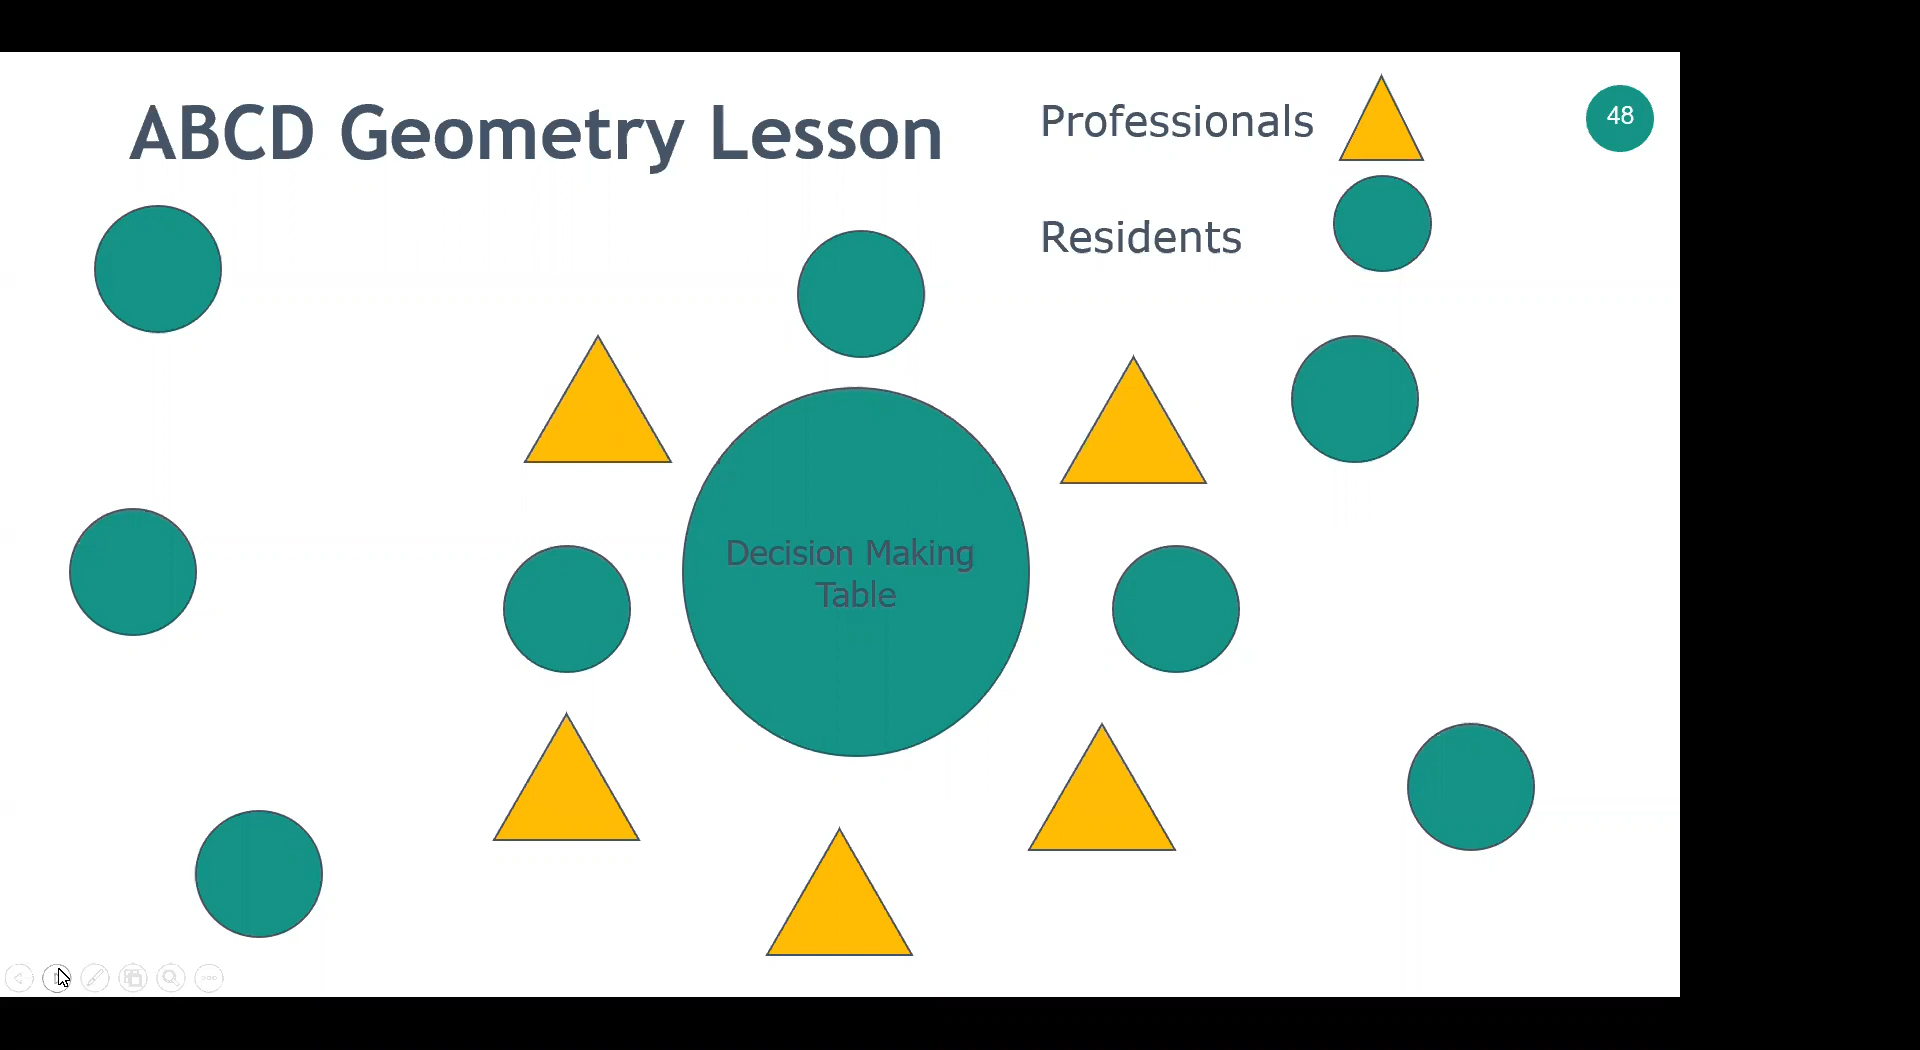 ABCD Geometry Lesson
Professionals
48
Residents
Decision Making
Table